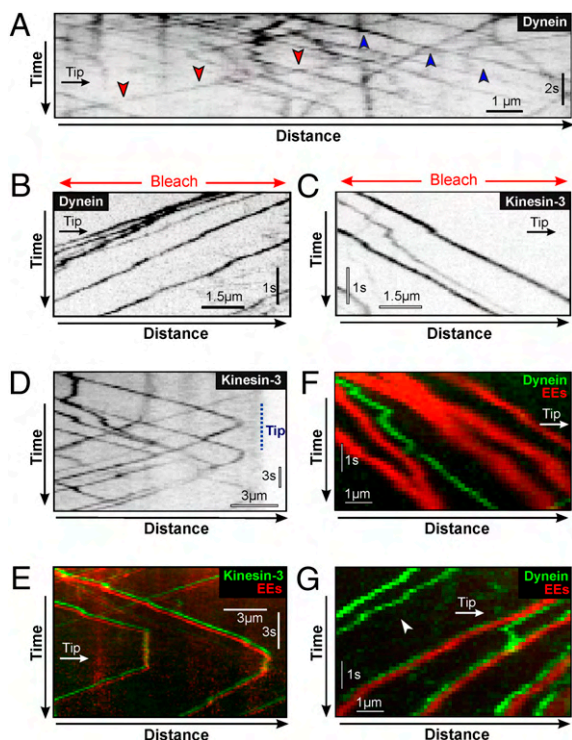 A
Dynein
Time
Tip
2s
1 µm
Distance
Bleach
Bleach
B
Dynein
C
Kinesin-3
Tip
Tip
Time
Time
1.5µm
1s
1s
1.5µm
Distance
Distance
D
Kinesin-3
F
Dynein
EEs
Time
Tip
3s
3µm
Time
Tip
1s
1µm
Distance
Distance
E
Kinesin-3
EEs
G
Dynein
EEs
3µm
3s
Time
Tip
Time
Tip
1s
1µm
Distance
Distance